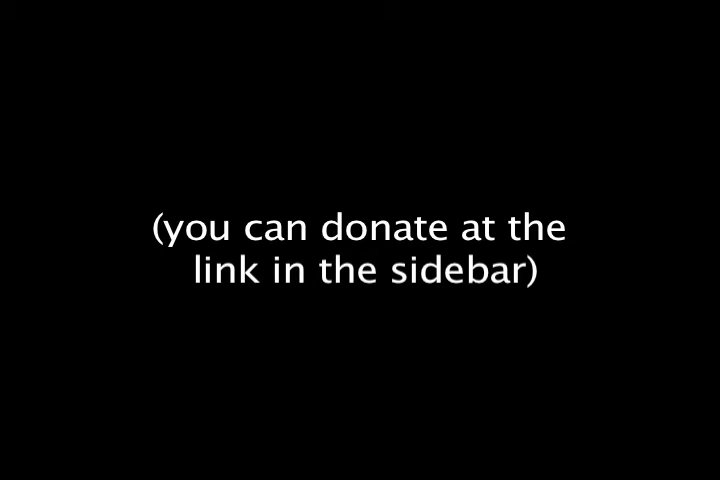 (you can donate at the
link in the sidebar)